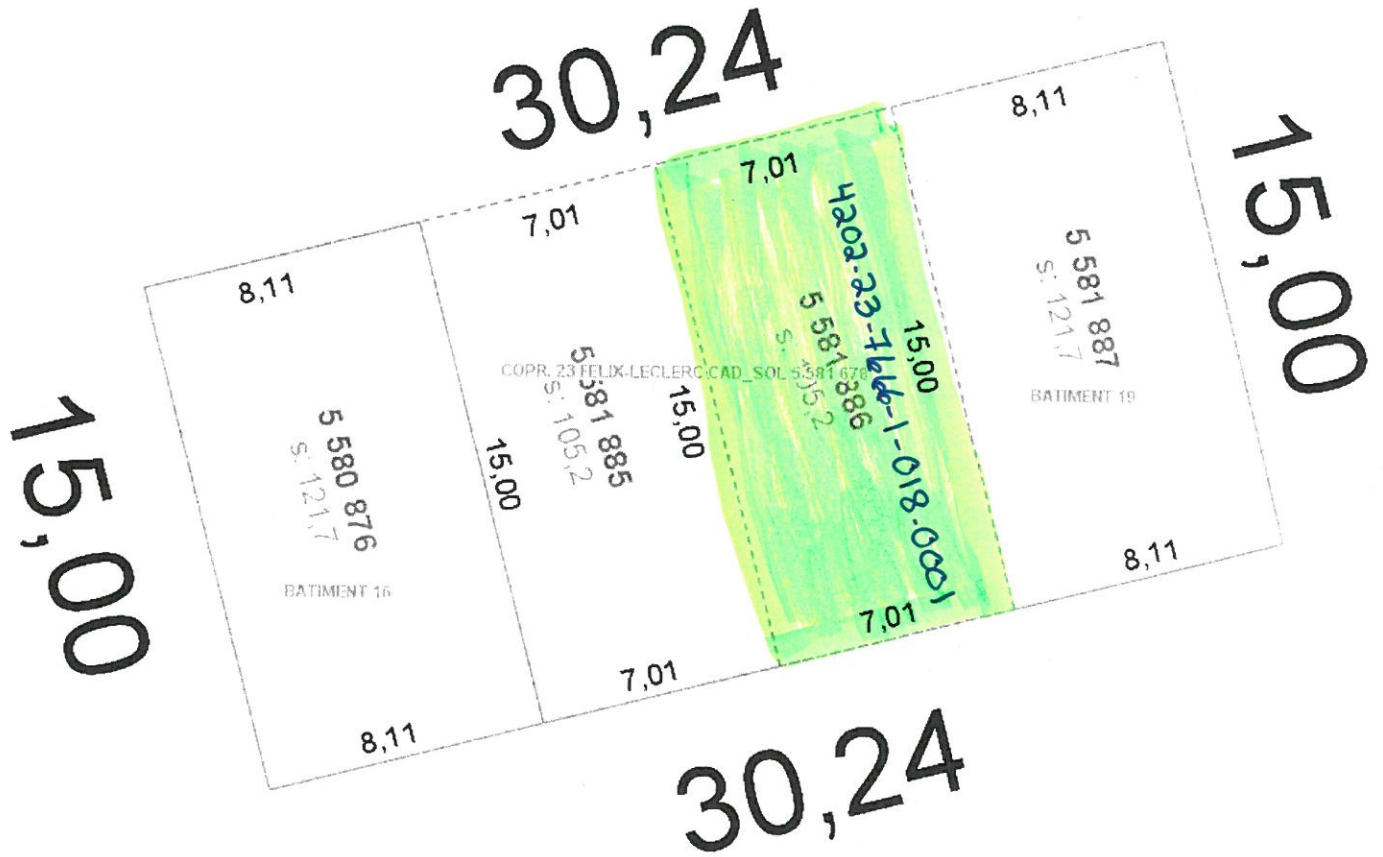 30,24
8,11
7,01
7,01
8,11
15,00
15,00
5 580 876
s: 121,7
BATIMENT 16
15,00
5 581 885
s: 105,2
COPR. 23 FELIX-LECLERC CAD_SOL 5 581 678
15,00
5 581 886
s: 105,2
4202-23-7666-1-018-0001
15,00
5 581 887
s: 121,7
BATIMENT 19
8,11
7,01
7,01
8,11
30,24